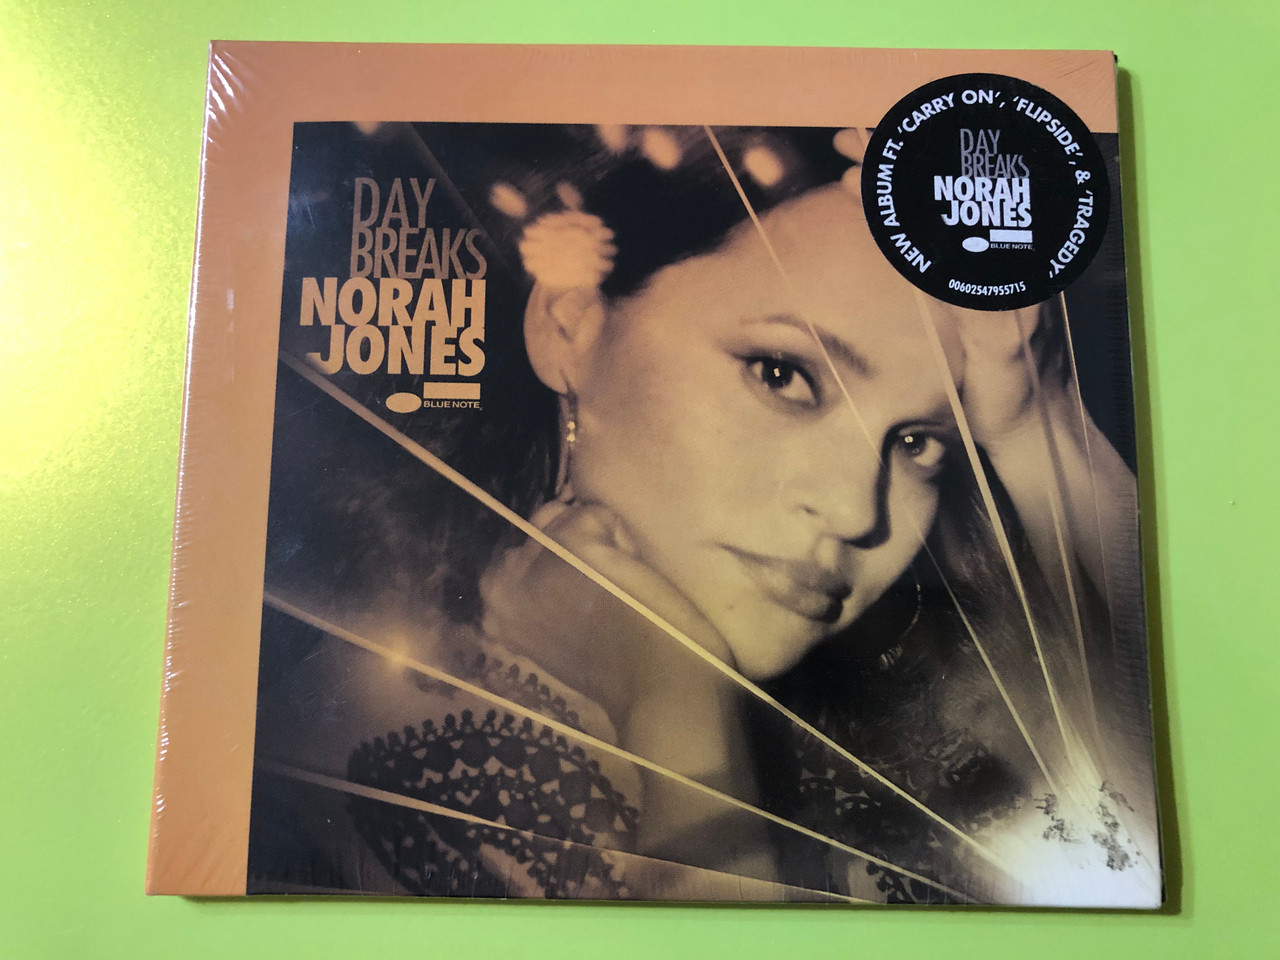 DAY
BREAKS
NORAH
JONES
BLUE NOTE
NEW ALBUM FT. 'CARRY ON', 'FLIPSIDE', & 'TRAGEDY'
DAY
BREAKS
NORAH
JONES
BLUE NOTE
00602547955715